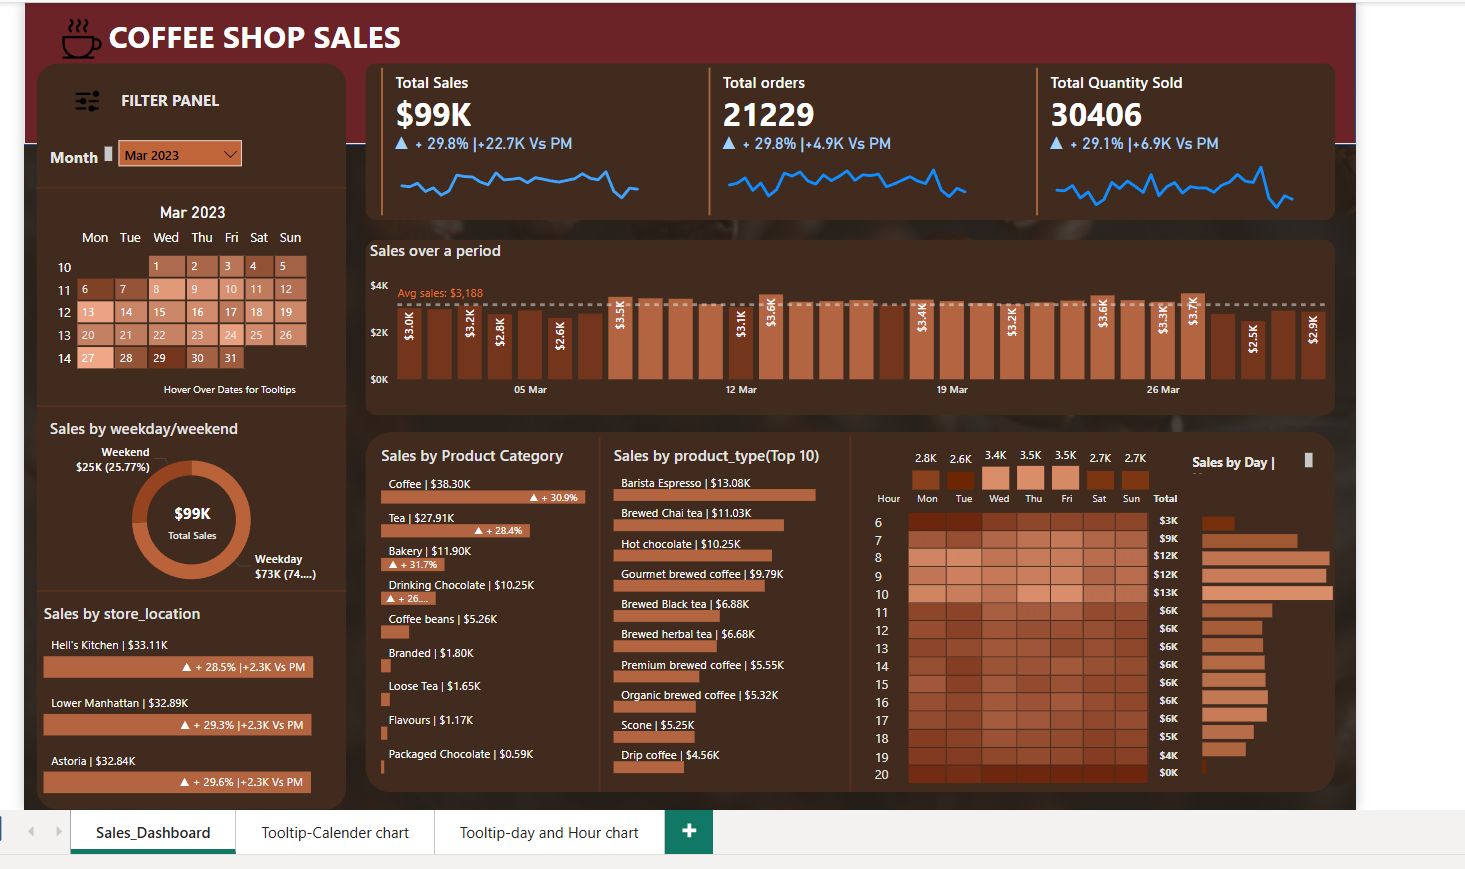 COFFEE SHOP SALES
FILTER PANEL
Month
Mar 2023
Mar 2023
Mon Tue Wed Thu Fri Sat Sun
10 1 2 3 4 5
11 6 7 8 9 10 11 12
12 13 14 15 16 17 18 19
13 20 21 22 23 24 25 26
14 27 28 29 30 31
Hover Over Dates for Tooltips
Sales by weekday/weekend
Weekend
$25K (25.77%)
$99K
Total Sales
Weekday
$73K (74....)
Sales by store_location
Hell's Kitchen | $33.11K
▲ + 28.5% |+2.3K Vs PM
Lower Manhattan | $32.89K
▲ + 29.3% |+2.3K Vs PM
Astoria | $32.84K
▲ + 29.6% |+2.3K Vs PM
Total Sales
$99K
▲ + 29.8% |+22.7K Vs PM
Total orders
21229
▲ + 29.8% |+4.9K Vs PM
Total Quantity Sold
30406
▲ + 29.1% |+6.9K Vs PM
Sales over a period
$4K
$2K
$0K
Avg sales: $3,188
$3.0K $3.2K $2.8K $2.6K $3.5K $3.1K $3.6K $3.4K $3.2K $3.6K $3.3K $3.7K $2.5K $2.9K
05 Mar 12 Mar 19 Mar 26 Mar
Sales by Product Category
Coffee | $38.30K
▲ + 30.9%
Tea | $27.91K
▲ + 28.4%
Bakery | $11.90K
▲ + 31.7%
Drinking Chocolate | $10.25K
▲ + 26....
Coffee beans | $5.26K
Branded | $1.80K
Loose Tea | $1.65K
Flavours | $1.17K
Packaged Chocolate | $0.59K
Sales by product_type(Top 10)
Barista Espresso | $13.08K
Brewed Chai tea | $11.03K
Hot chocolate | $10.25K
Gourmet brewed coffee | $9.79K
Brewed Black tea | $6.88K
Brewed herbal tea | $6.68K
Premium brewed coffee | $5.55K
Organic brewed coffee | $5.32K
Scone | $5.25K
Drip coffee | $4.56K
Sales by Day |
2.8K 2.6K 3.4K 3.5K 3.5K 2.7K 2.7K
Hour Mon Tue Wed Thu Fri Sat Sun Total
6 $3K
7 $9K
8 $12K
9 $12K
10 $13K
11 $6K
12 $6K
13 $6K
14 $6K
15 $6K
16 $6K
17 $6K
18 $5K
19 $4K
20 $0K
Sales_Dashboard Tooltip-Calender chart Tooltip-day and Hour chart +